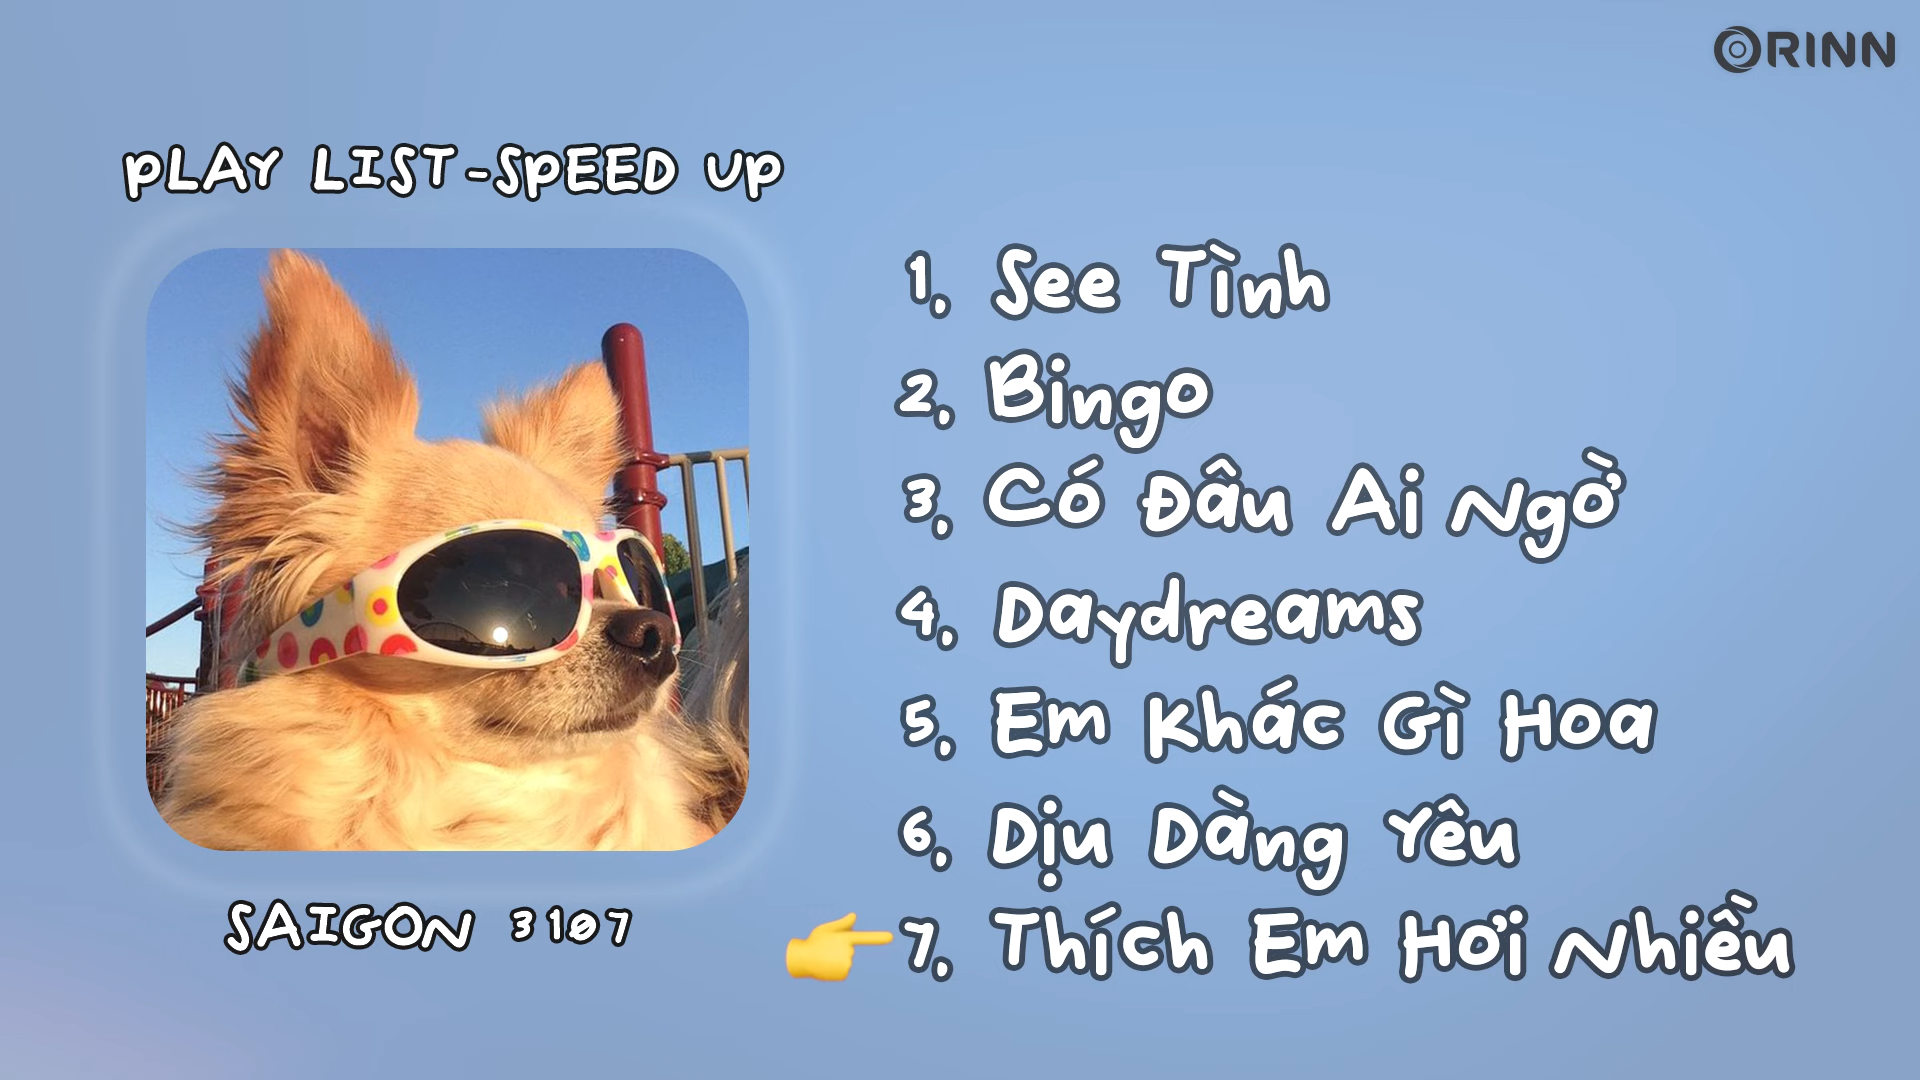 ORINN
PLAY LIST-SPEED UP
SAIGON 3107
1. See Tình
2. Bingo
3. Có Đâu Ai Ngờ
4. Daydreams
5. Em Khác Gì Hoa
6. Dịu Dàng Yêu
7. Thích Em Hơi Nhiều